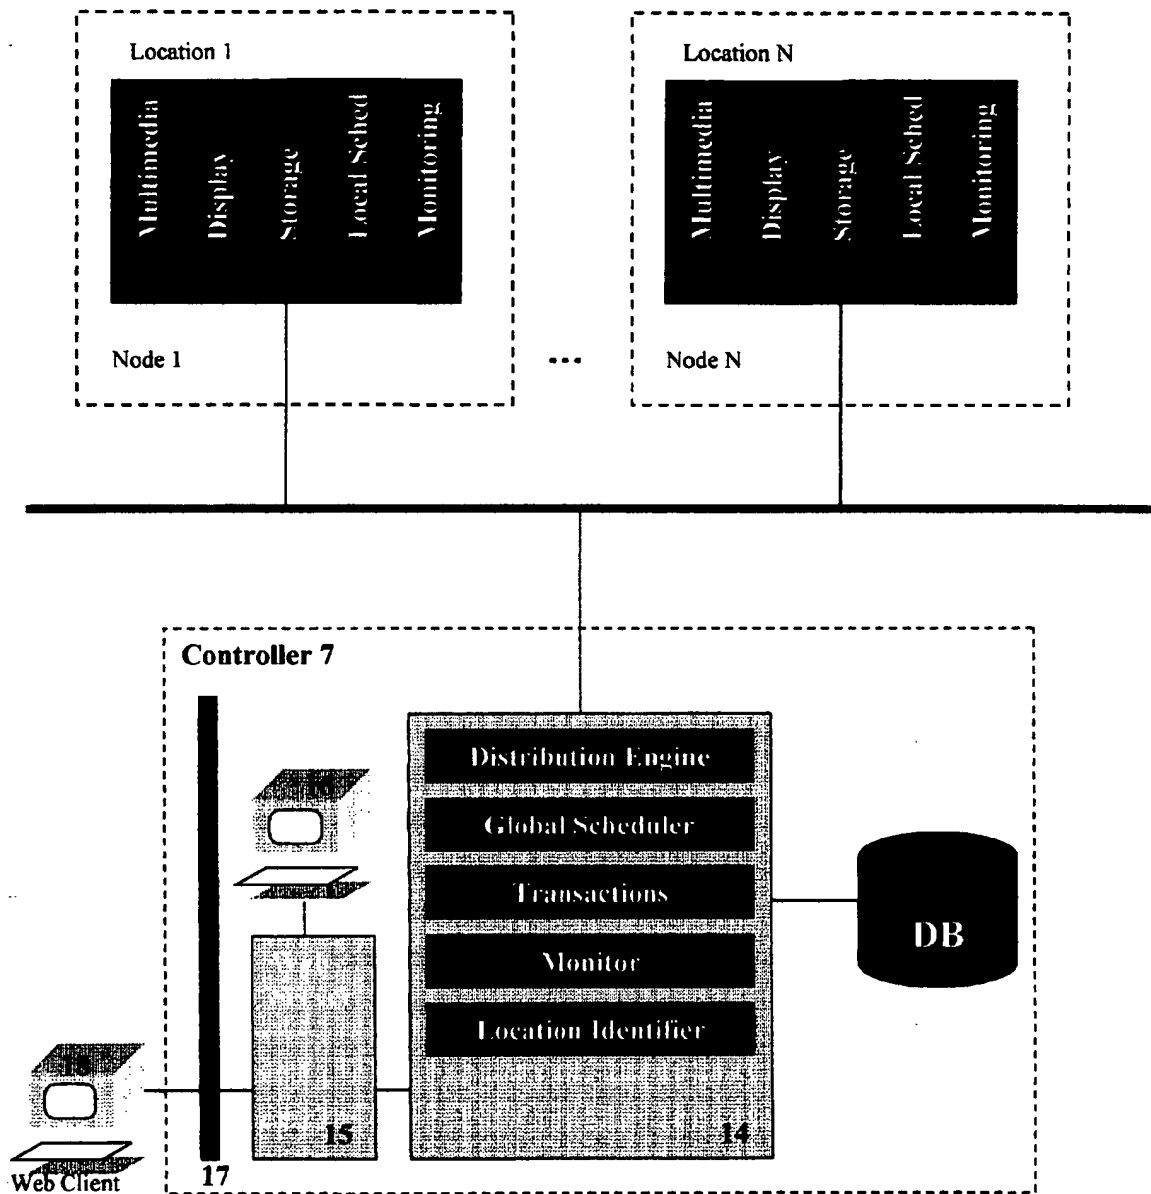 Location 1
Location N
Multimedia
Display
Storage
Local Sched
Monitoring
Multimedia
Display
Storage
Local Sched
Monitoring
Node 1
...
Node N
Controller 7
Distribution Engine
Global Scheduler
Transactions
Monitor
Location Identifier
DB
15
14
17
Web Client